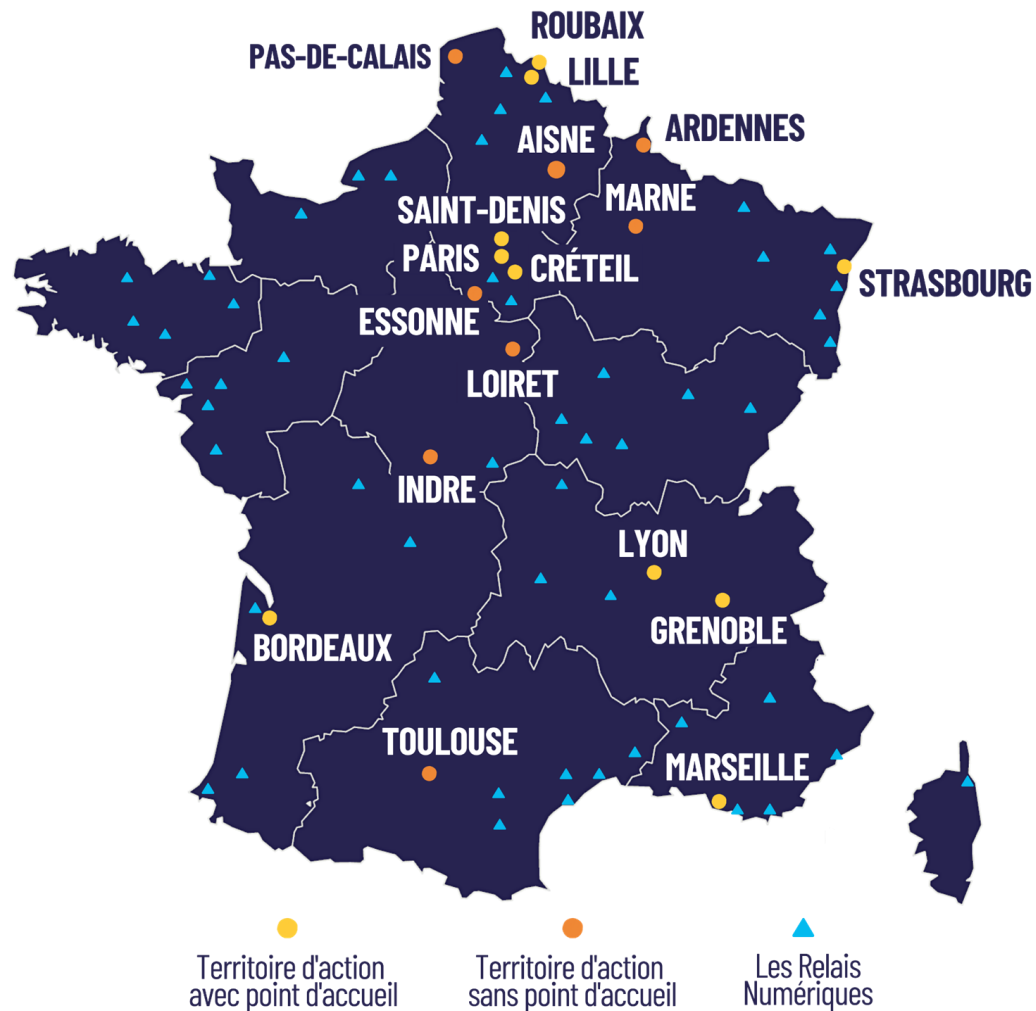 ROUBAIX
PAS-DE-CALAIS
LILLE
ARDENNES
AISNE
MARNE
SAINT-DENIS
PARIS
CRÉTEIL
STRASBOURG
ESSONNE
LOIRET
INDRE
LYON
GRENOBLE
BORDEAUX
TOULOUSE
MARSEILLE
Territoire d'action
avec point d'accueil
Territoire d'action
sans point d'accueil
Les Relais
Numériques